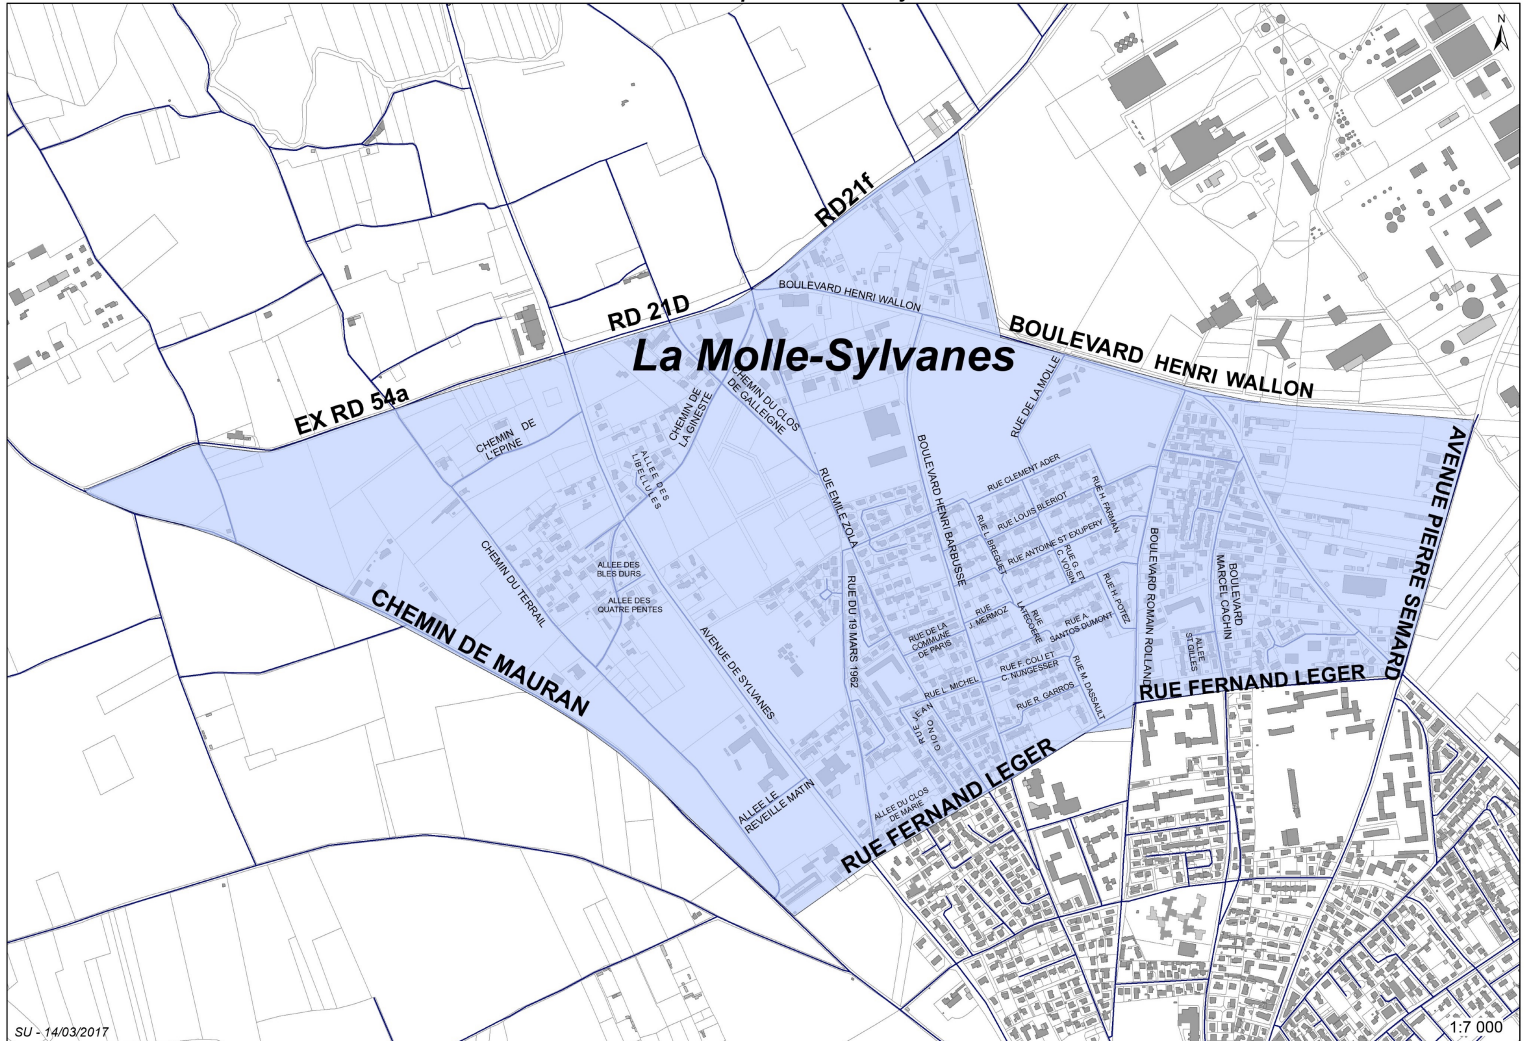 N
RD21f
BOULEVARD HENRI WALLON
RD 21D
BOULEVARD HENRI WALLON
La Molle-Sylvanes
EX RD 54a
CHEMIN DE
L'EPINE
CHEMIN DE
LA GINESTE
CHEMIN DU CLOS
DE GALLEIGNE
RUE DE LA MOLLE
AVENUE PIERRE SEMARD
ALLEE DES
LIBELLULES
RUE EMILE ZOLA
BOULEVARD HENRI BARBUSSE
RUE CLEMENT ADER
RUE LOUIS BLERIOT
RUE H. FARMAN
RUE L. BREGUET
RUE ANTOINE ST EXUPERY
RUE G. ET
C. VOISIN
BOULEVARD ROMAIN ROLLAND
BOULEVARD
MARCEL CACHIN
CHEMIN DU TERRAIL
ALLEE DES
BLES DURS
ALLEE DES
QUATRE PENTES
CHEMIN DE MAURAN
AVENUE DE SYLVANES
RUE DU 19 MARS 1962
RUE DE LA
COMMUNE
DE PARIS
RUE
J. MERMOZ
RUE
LATECOERE
RUE A.
SANTOS DUMONT
RUE H. POTEZ
ALLEE
ST GILLES
RUE L. MICHEL
RUE F. COLI ET
C. NUNGESSER
RUE R. GARROS
RUE M. DASSAULT
RUE FERNAND LEGER
RUE JEAN
GIONO
ALLEE LE
REVEILLE MATIN
ALLEE DU CLOS
DE MARIE
RUE FERNAND LEGER
SU - 14/03/2017
1:7 000